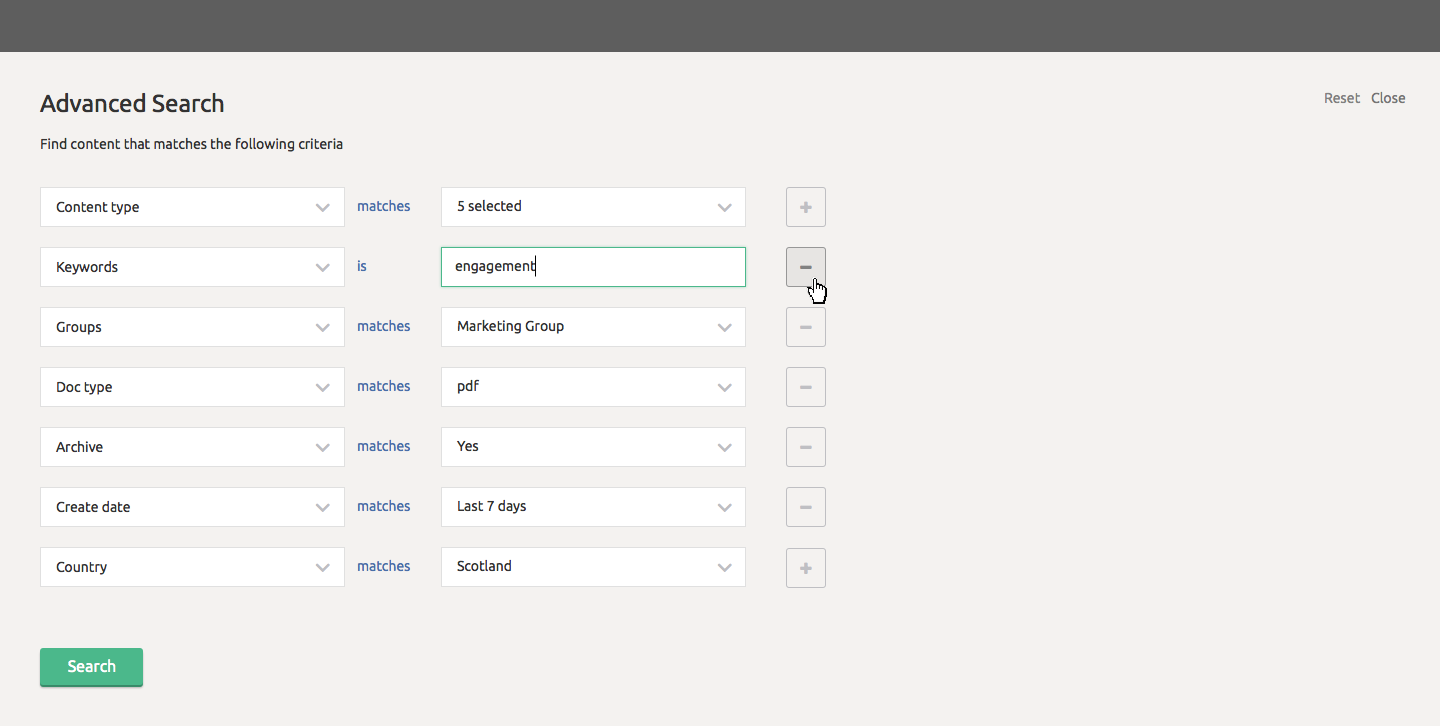 Advanced Search
Reset Close
Find content that matches the following criteria
Content type matches 5 selected
Keywords is engagement
Groups matches Marketing Group
Doc type matches pdf
Archive matches Yes
Create date matches Last 7 days
Country matches Scotland
Search